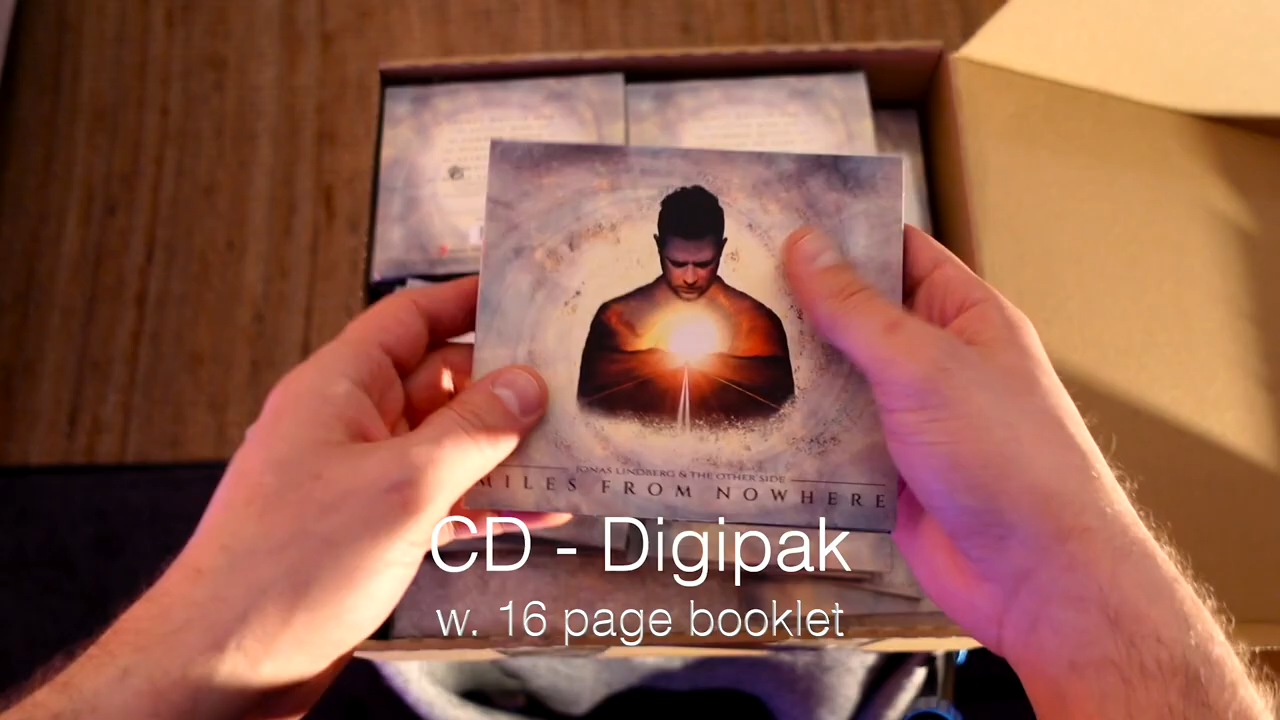 JONAS LINDBERG & THE OTHER SIDE
MILES FROM NOWHERE
CD - Digipak
w. 16 page booklet